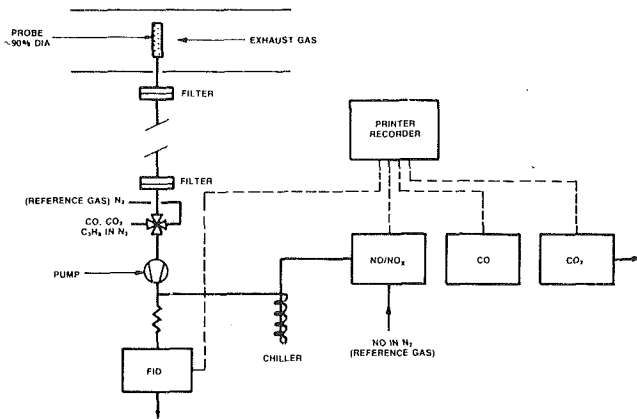 PROBE
~90% DIA
EXHAUST GAS
FILTER
PRINTER
RECORDER
FILTER
(REFERENCE GAS) N₂
CO, CO₂
C₃H₈ IN N₂
PUMP
NO/NOₓ
CO
CO₂
CHILLER
NO IN N₂
(REFERENCE GAS)
FID